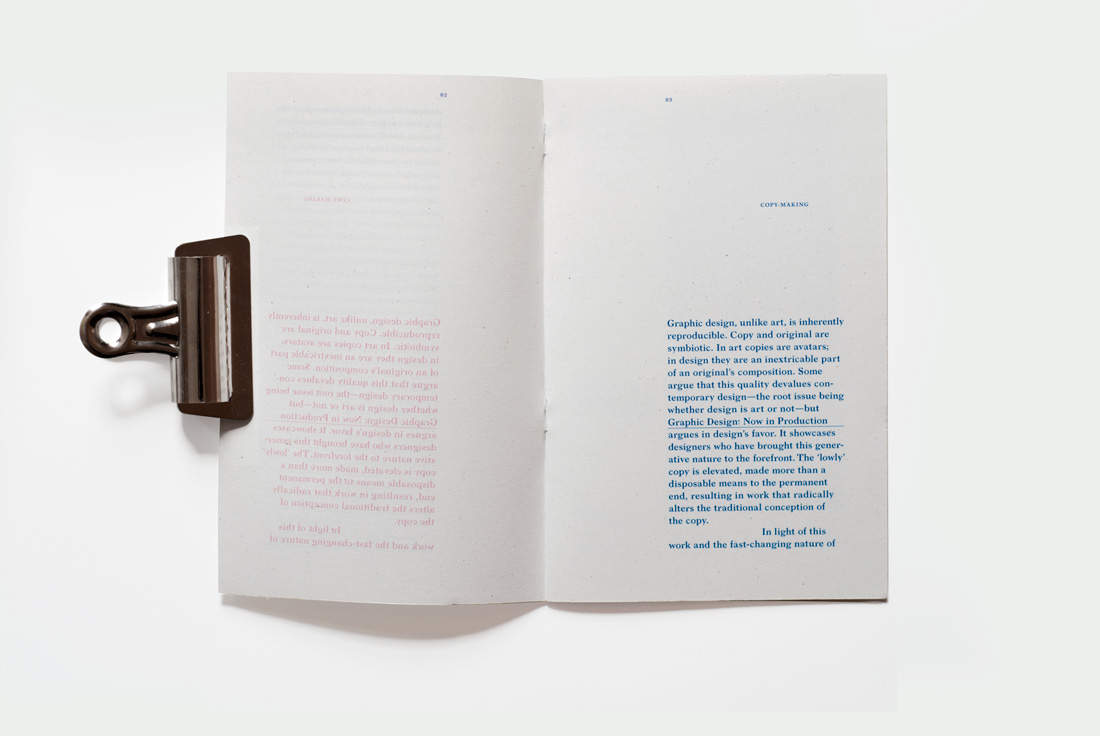 02
COPY-MAKING
Graphic design, unlike art, is inherently
reproducible. Copy and original are
symbiotic. In art copies are avatars,
in design they are an inextricable part
of an original's composition. Some
argue that this quality devalues con-
temporary design—the root issue being
whether design is art or not—but
Graphic Design: Now in Production
argues in design's favor. It showcases
designers who have brought this gener-
ative nature to the forefront. The 'lowly'
copy is elevated, made more than a
disposable means to the permanent
end, resulting in work that radically
alters the traditional conception of
the copy.
In light of this
work and the fast-changing nature of
03
COPY-MAKING
Graphic design, unlike art, is inherently
reproducible. Copy and original are
symbiotic. In art copies are avatars;
in design they are an inextricable part
of an original's composition. Some
argue that this quality devalues con-
temporary design—the root issue being
whether design is art or not—but
Graphic Design: Now in Production
argues in design's favor. It showcases
designers who have brought this gener-
ative nature to the forefront. The 'lowly'
copy is elevated, made more than a
disposable means to the permanent
end, resulting in work that radically
alters the traditional conception of
the copy.
In light of this
work and the fast-changing nature of